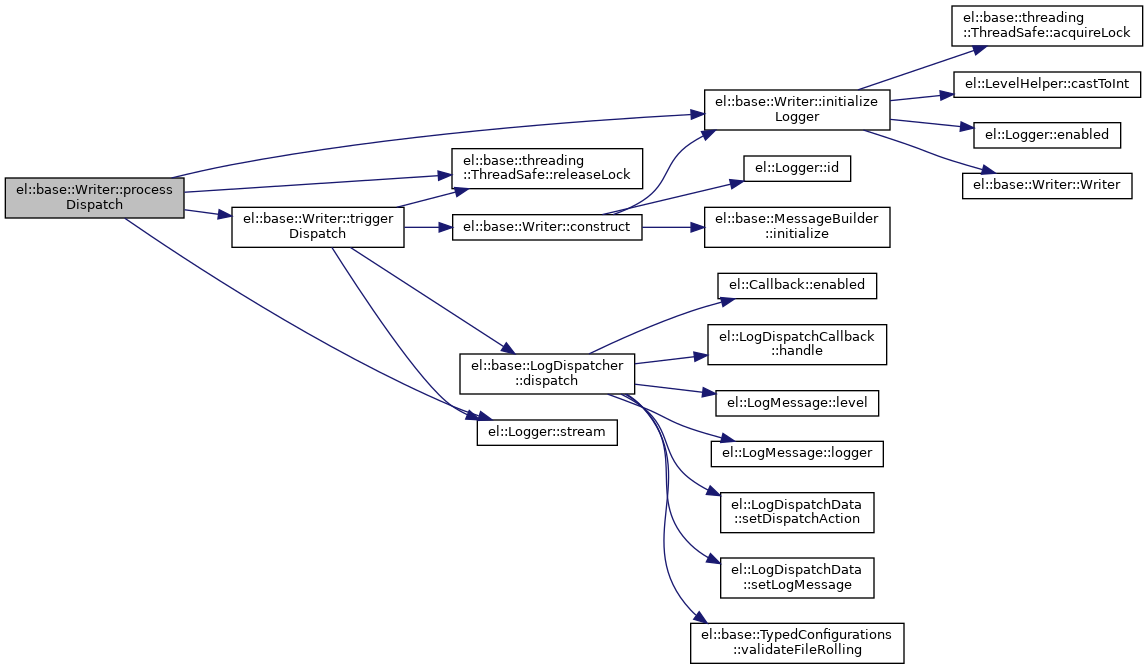 el::base::Writer::process
Dispatch
el::base::Writer::trigger
Dispatch
el::base::threading
::ThreadSafe::releaseLock
el::base::Writer::construct
el::base::LogDispatcher
::dispatch
el::Logger::stream
el::base::Writer::initialize
Logger
el::Logger::id
el::base::MessageBuilder
::initialize
el::Callback::enabled
el::LogDispatchCallback
::handle
el::LogMessage::level
el::LogMessage::logger
el::LogDispatchData
::setDispatchAction
el::LogDispatchData
::setLogMessage
el::base::TypedConfigurations
::validateFileRolling
el::base::threading
::ThreadSafe::acquireLock
el::LevelHelper::castToInt
el::Logger::enabled
el::base::Writer::Writer